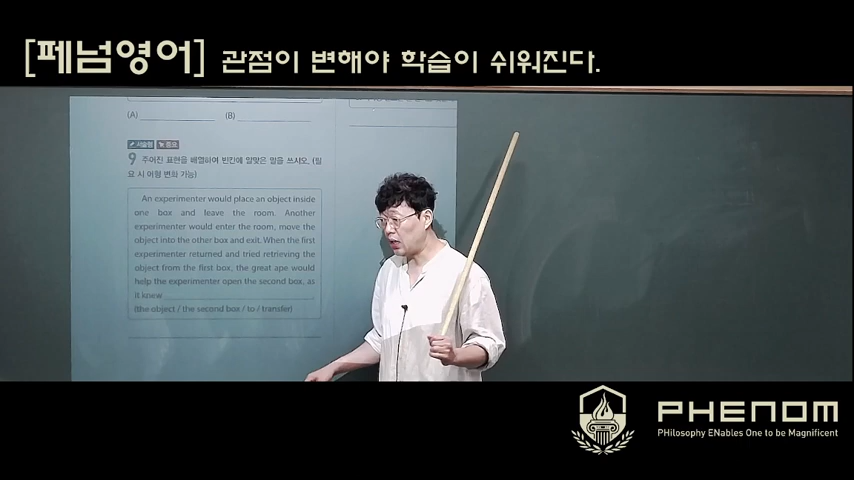 [페넘영어] 관점이 변해야 학습이 쉬워진다.
(A) (B)
서술형 중요
9 주어진 표현을 배열하여 빈칸에 알맞은 말을 쓰시오. (필
요 시 어형 변화 가능)
An experimenter would place an object inside
one box and leave the room. Another
experimenter would enter the room, move the
object into the other box and exit. When the first
experimenter returned and tried retrieving the
object from the first box, the great ape would
help the experimenter open the second box, as
it knew
(the object / the second box / to / transfer)
PHENOM
PHilosophy ENables One to be Magnificent